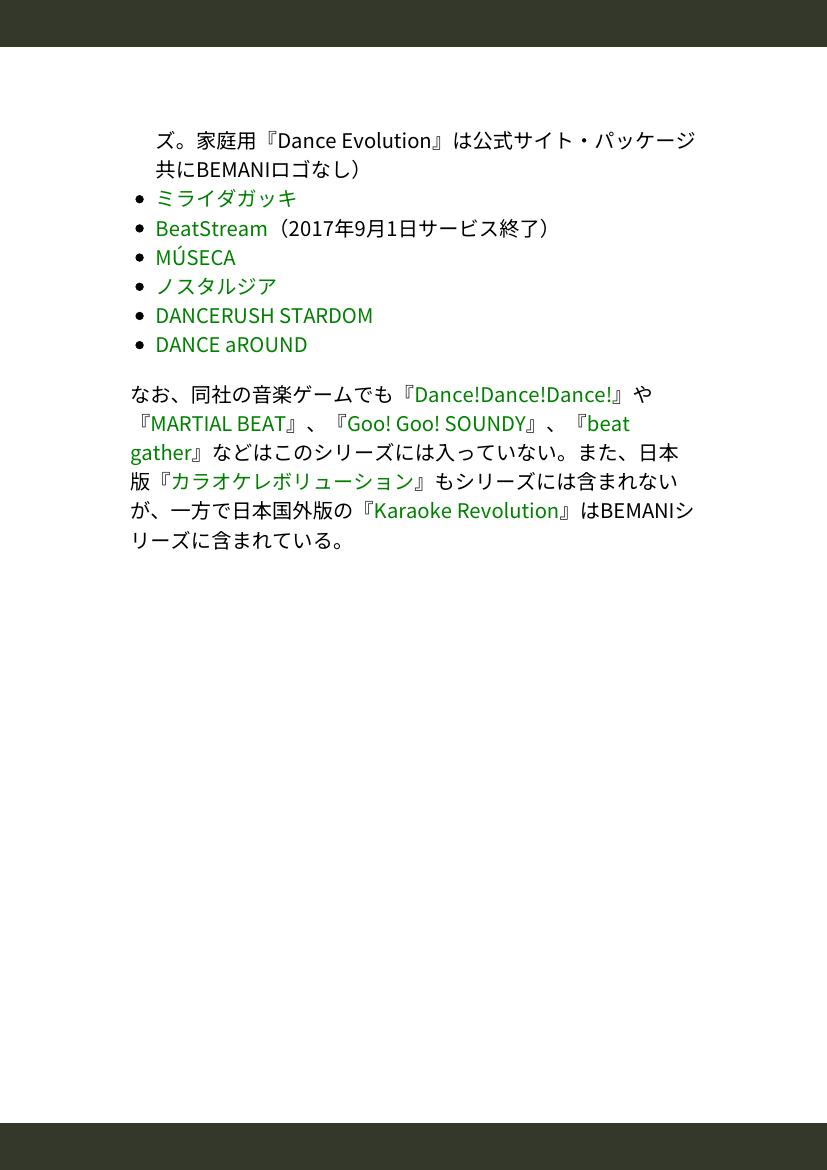 ズ。家庭用『Dance Evolution』は公式サイト・パッケージ
共にBEMANIロゴなし）
• ミライダガッキ
• BeatStream（2017年9月1日サービス終了）
• MÚSECA
• ノスタルジア
• DANCERUSH STARDOM
• DANCE aROUND
なお、同社の音楽ゲームでも『Dance!Dance!Dance!』や
『MARTIAL BEAT』、『Goo! Goo! SOUNDY』、『beat
gather』などはこのシリーズには入っていない。また、日本
版『カラオケレボリューション』もシリーズには含まれない
が、一方で日本国外版の『Karaoke Revolution』はBEMANIシ
リーズに含まれている。